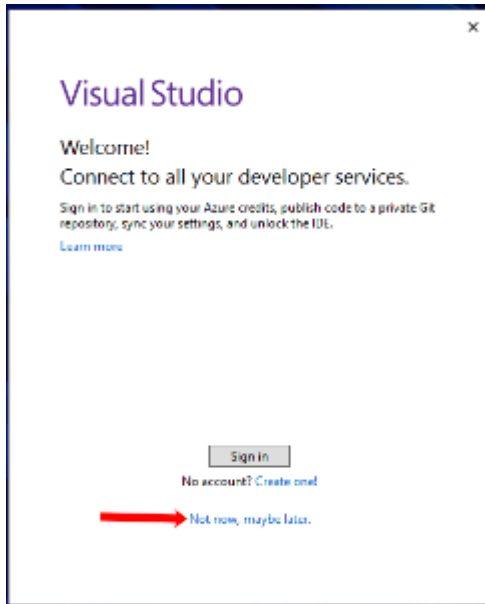 Visual Studio
Welcome!
Connect to all your developer services.
Sign in to start using your Azure credits, publish code to a private Git
repository, sync your settings, and unlock the IDE.
Learn more
Sign in
No account? Create one!
Not now, maybe later.